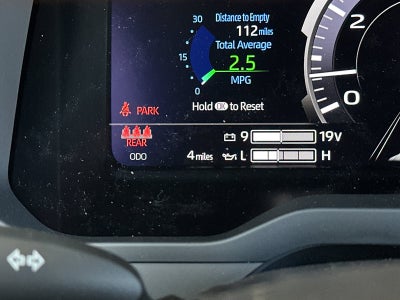 30
Distance to Empty
112 miles
Total Average
15
2.5
MPG
0
Hold OK to Reset
PARK
REAR
ODO 4 miles
9 19V
L H
2
0